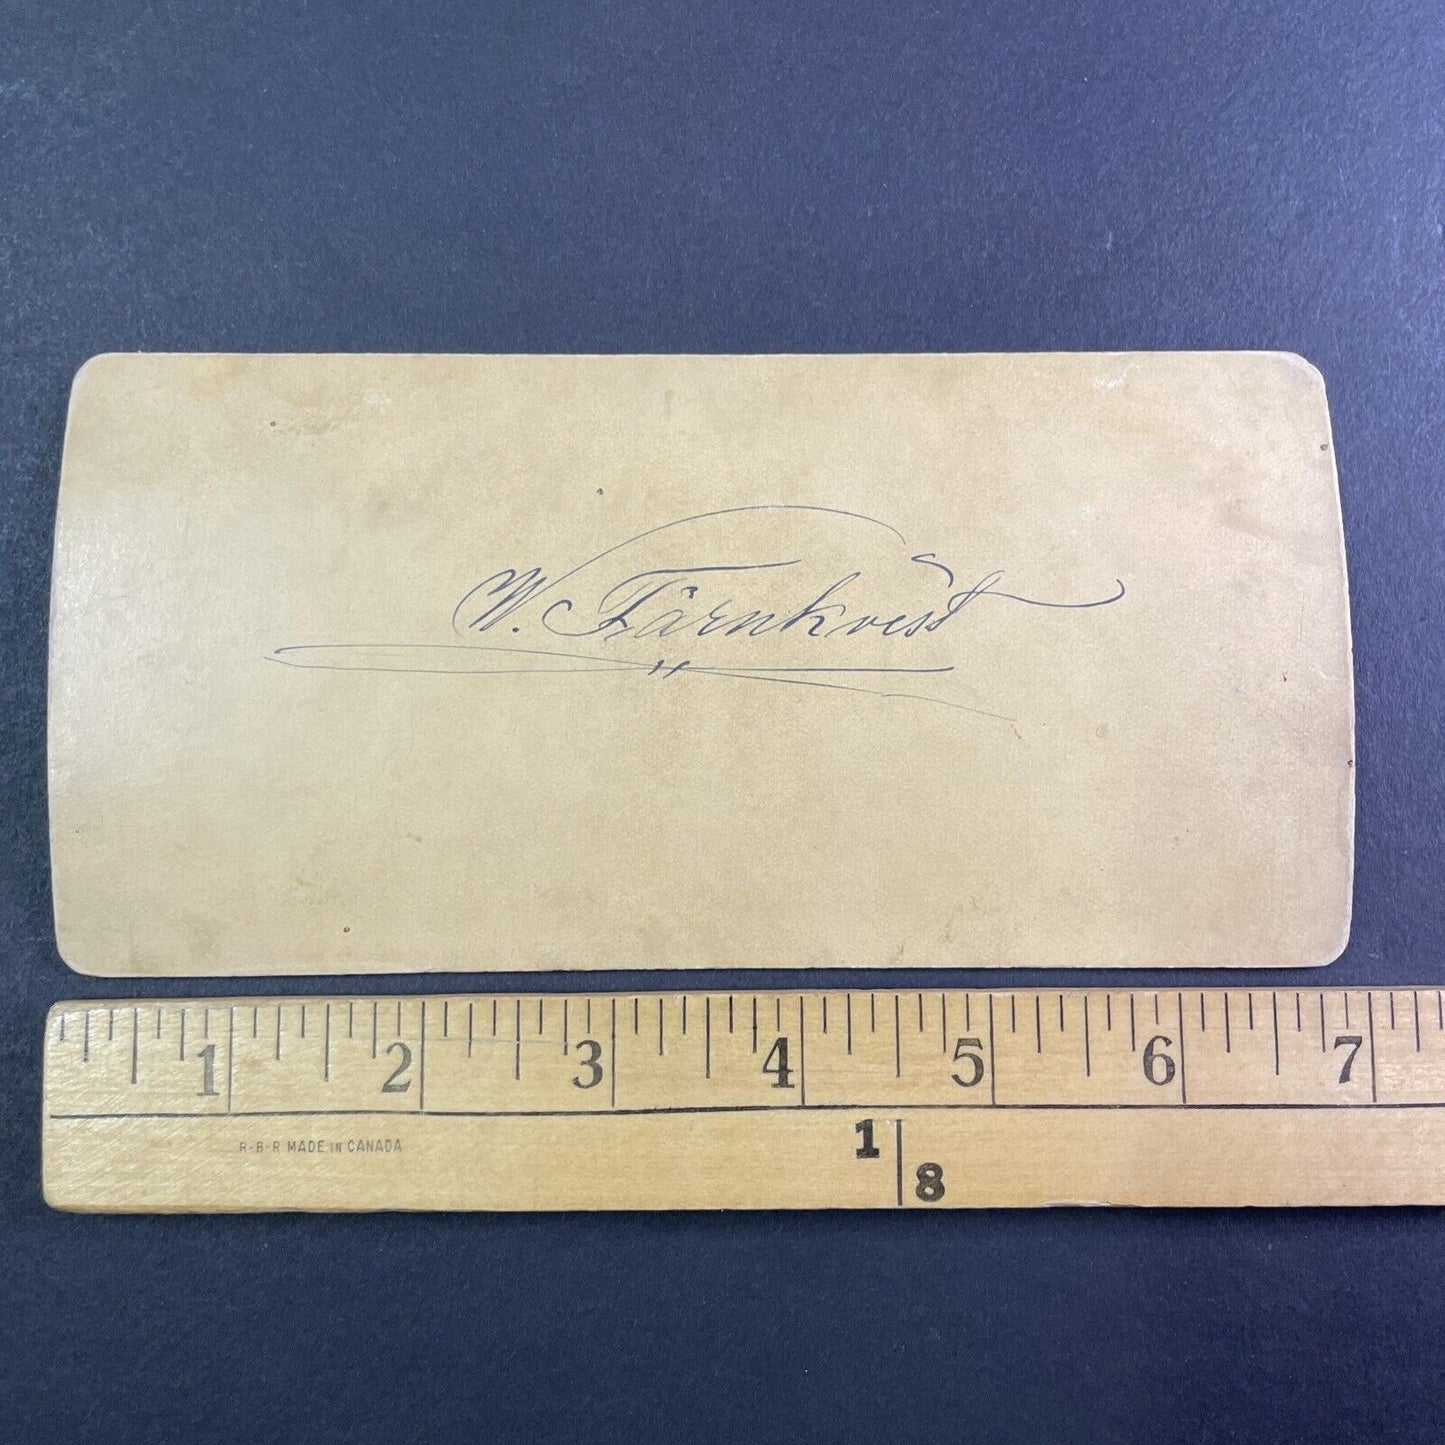 W. Färnkvist
1 2 3 4 5 6 7
R-B-R MADE IN CANADA
1
8